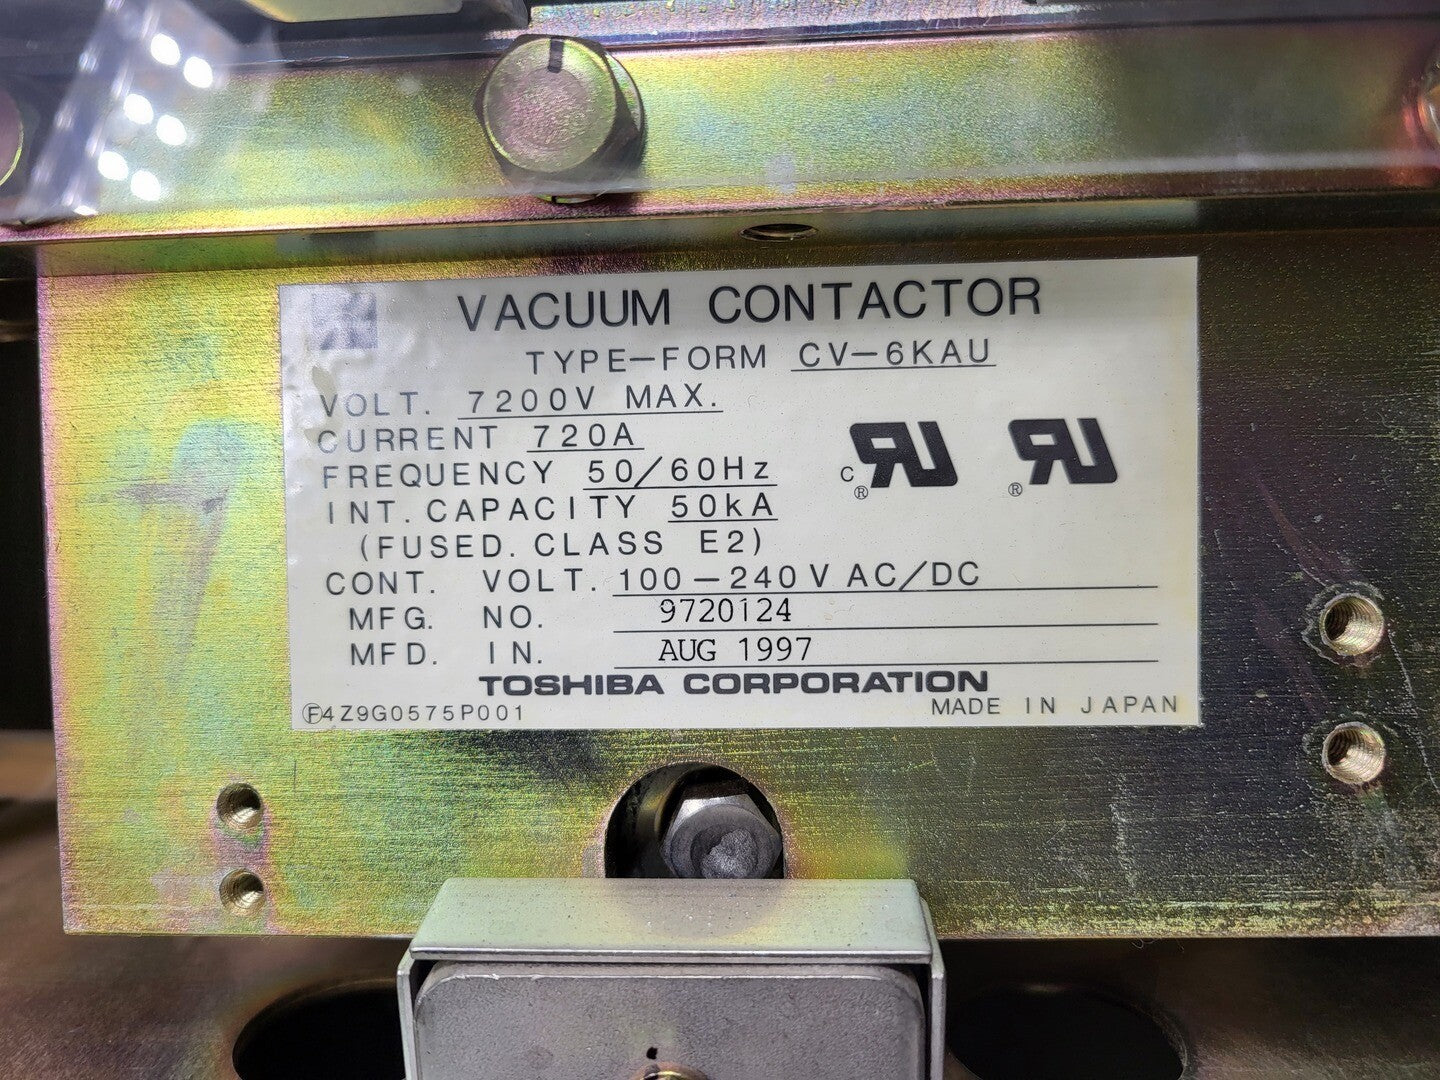 VACUUM CONTACTOR
TYPE-FORM CV-6KAU
VOLT. 7200V MAX.
CURRENT 720A
FREQUENCY 50/60Hz
INT. CAPACITY 50kA
(FUSED. CLASS E2)
c RU ® RU ®
CONT. VOLT. 100-240V AC/DC
MFG. NO. 9720124
MFD. IN. AUG 1997
TOSHIBA CORPORATION
Ⓕ4Z9G0575P001 MADE IN JAPAN